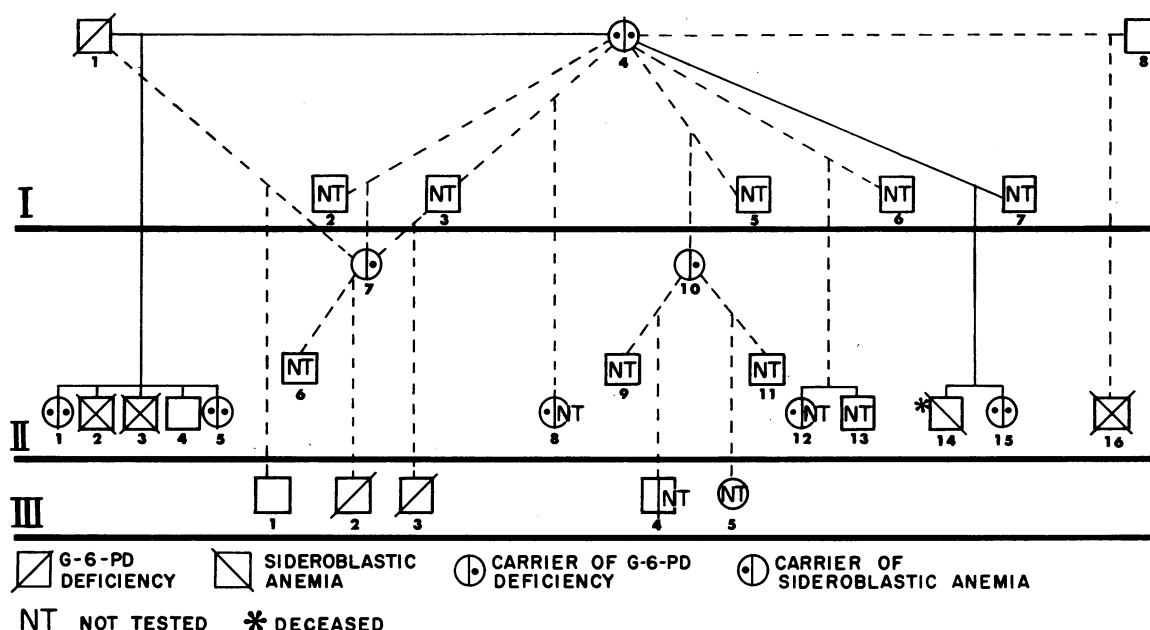 1
4
8
I
NT
2
NT
3
NT
5
NT
6
NT
7
7
10
NT
6
NT
9
NT
11
II
1
2
3
4
5
NT
8
NT
12
NT
13
*
14
15
16
III
1
2
3
NT
4
NT
5
G-6-PD DEFICIENCY
SIDEROBLASTIC ANEMIA
CARRIER OF G-6-PD DEFICIENCY
CARRIER OF SIDEROBLASTIC ANEMIA
NT NOT TESTED
* DECEASED